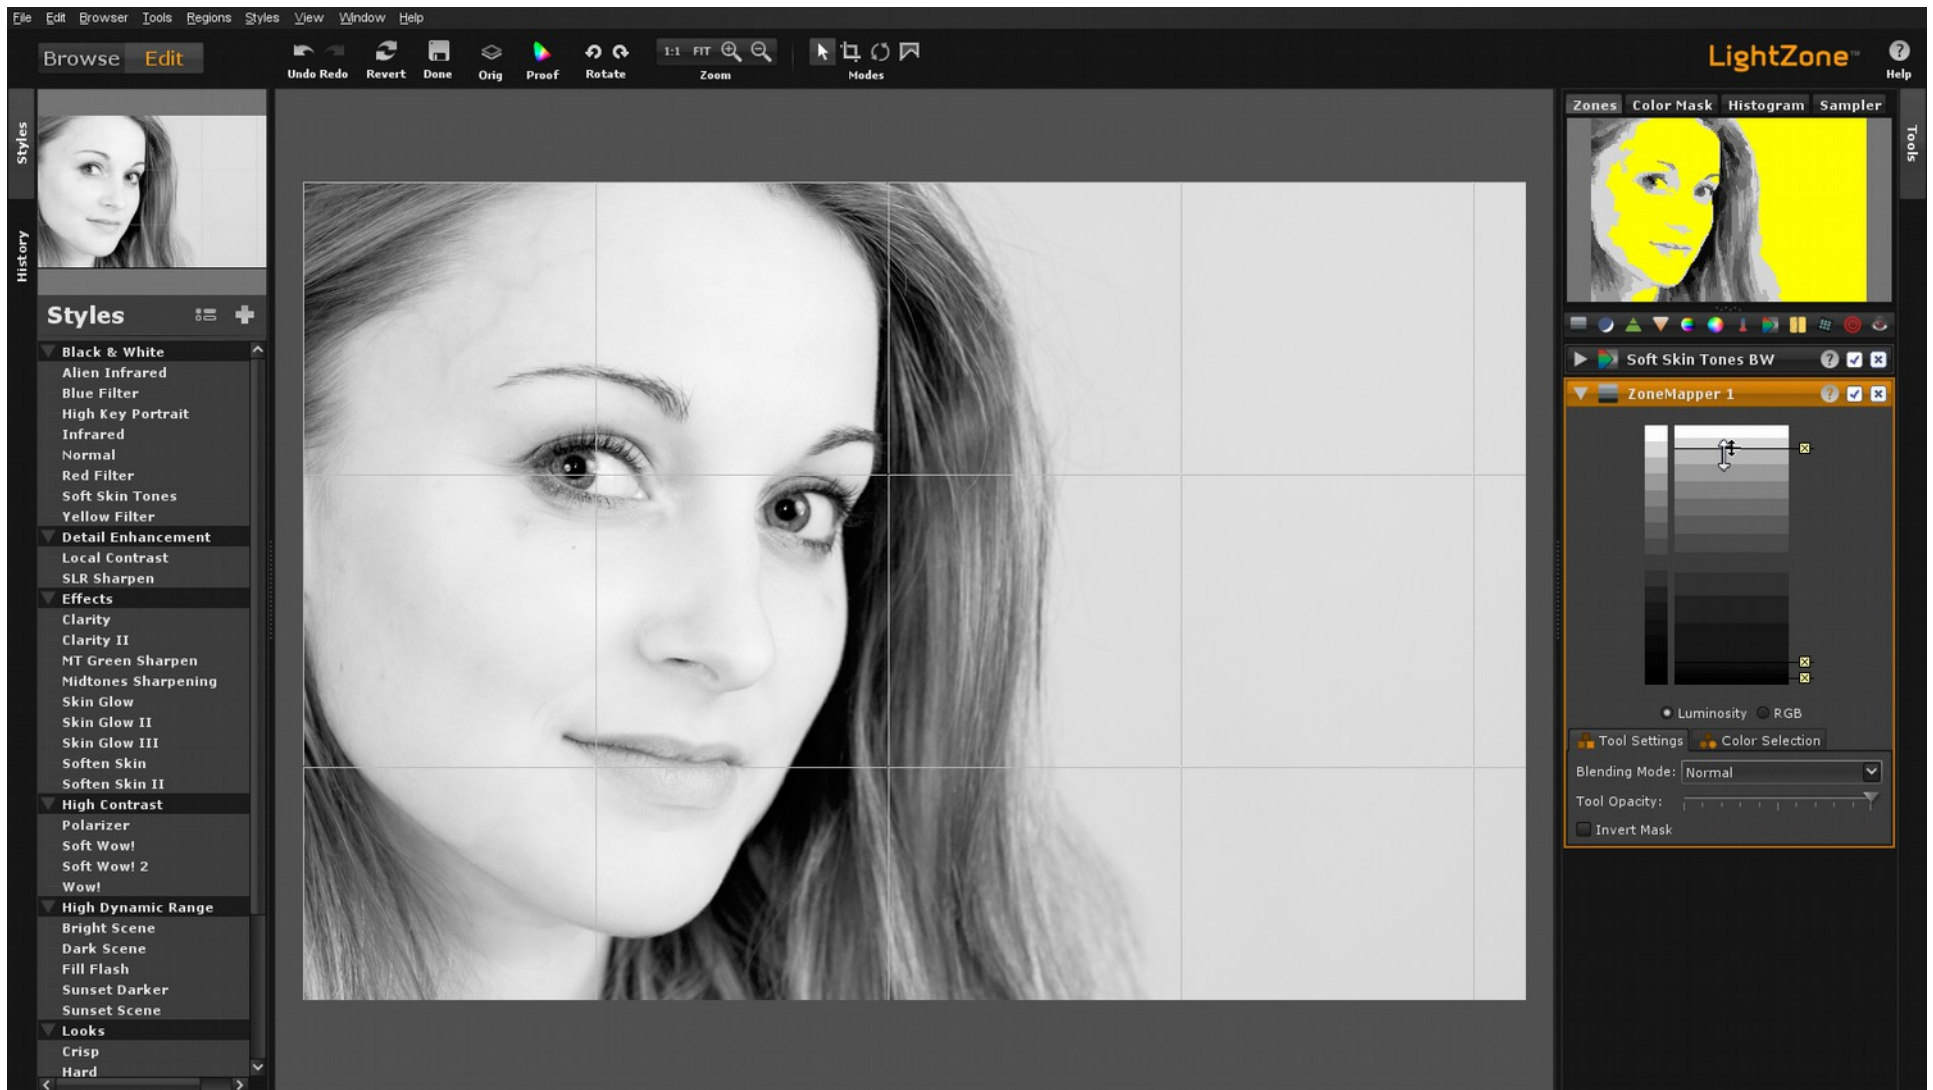 File Edit Browser Tools Regions Styles View Window Help
Browse Edit
Undo Redo Revert Done Orig Proof Rotate
1:1 FIT
Zoom
Modes
LightZone™
Help
Styles
History
Styles
Black & White
Alien Infrared
Blue Filter
High Key Portrait
Infrared
Normal
Red Filter
Soft Skin Tones
Yellow Filter
Detail Enhancement
Local Contrast
SLR Sharpen
Effects
Clarity
Clarity II
MT Green Sharpen
Midtones Sharpening
Skin Glow
Skin Glow II
Skin Glow III
Soften Skin
Soften Skin II
High Contrast
Polarizer
Soft Wow!
Soft Wow! 2
Wow!
High Dynamic Range
Bright Scene
Dark Scene
Fill Flash
Sunset Darker
Sunset Scene
Looks
Crisp
Hard
Zones Color Mask Histogram Sampler
Tools
Soft Skin Tones BW
ZoneMapper 1
Luminosity RGB
Tool Settings Color Selection
Blending Mode: Normal
Tool Opacity:
Invert Mask